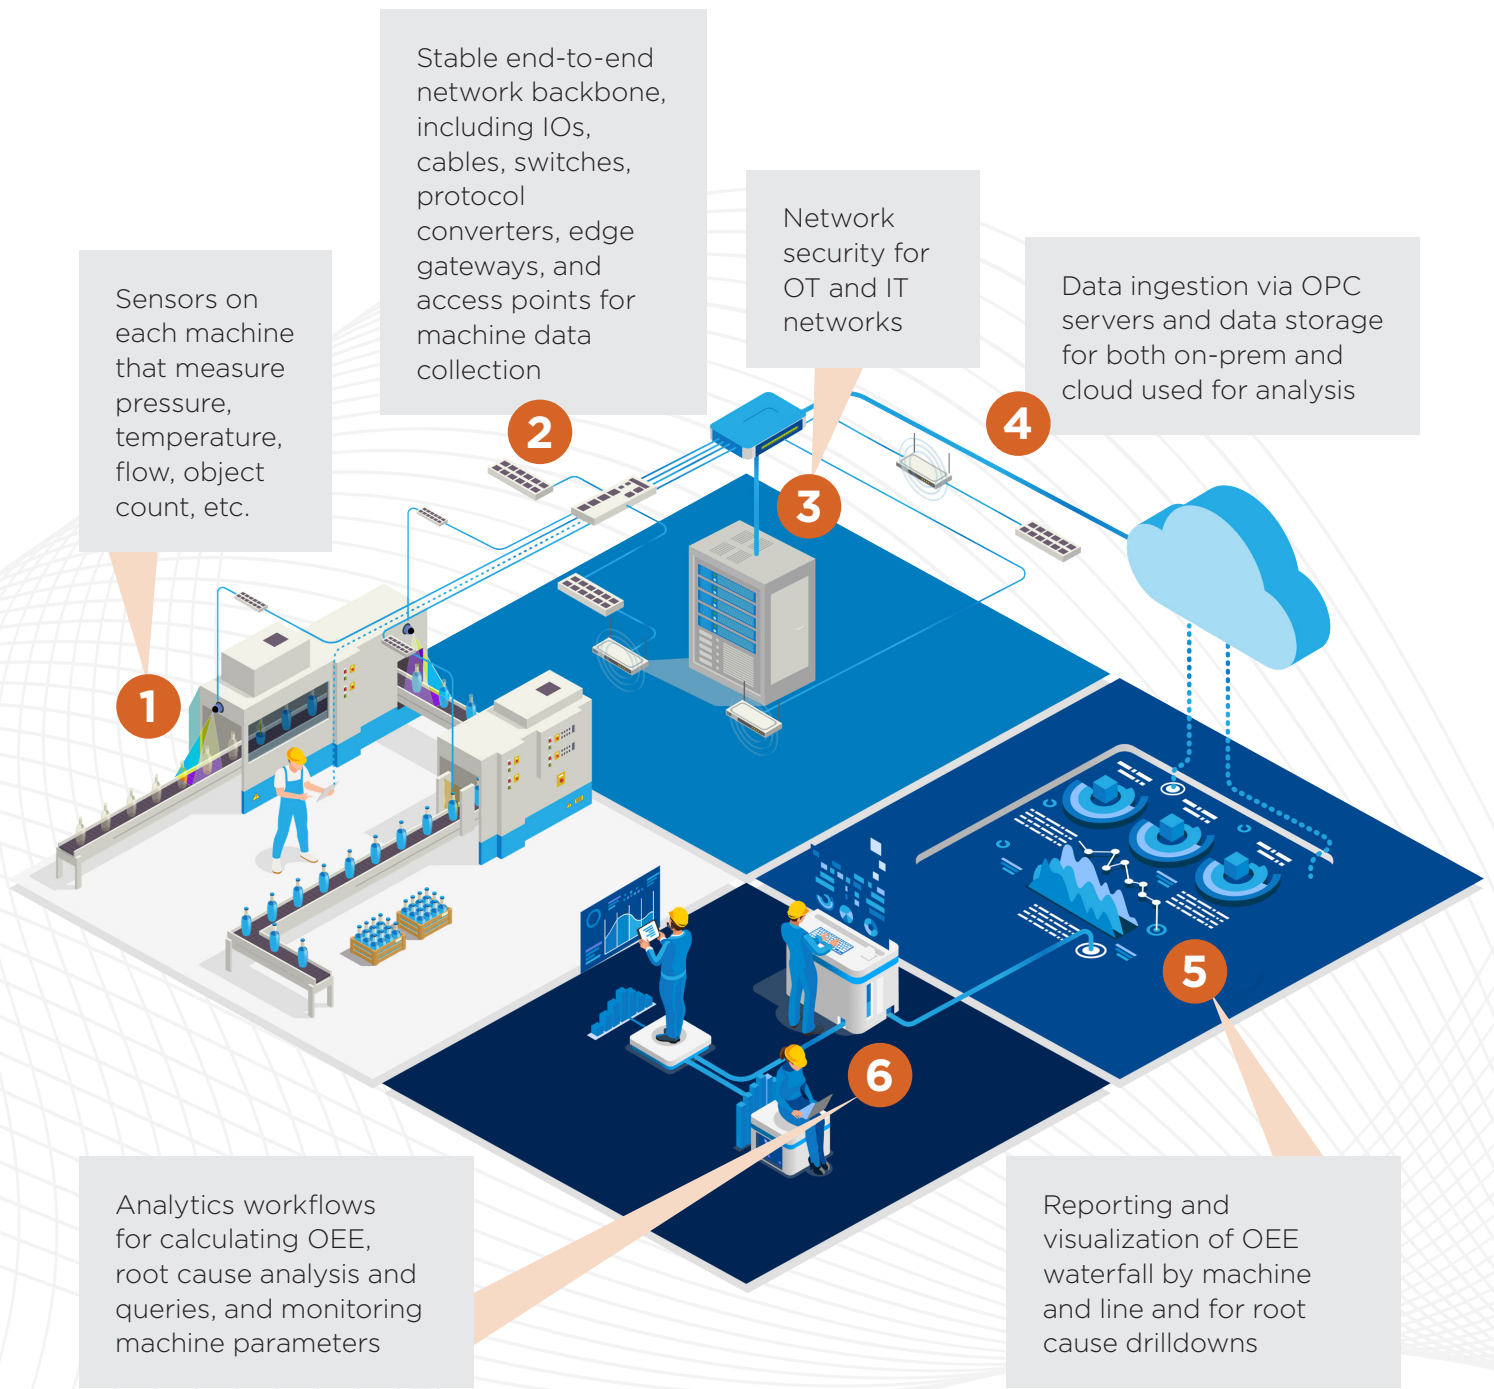 Sensors on
each machine
that measure
pressure,
temperature,
flow, object
count, etc.
1
Stable end-to-end
network backbone,
including IOs,
cables, switches,
protocol
converters, edge
gateways, and
access points for
machine data
collection
2
Network
security for
OT and IT
networks
3
Data ingestion via OPC
servers and data storage
for both on-prem and
cloud used for analysis
4
5
Reporting and
visualization of OEE
waterfall by machine
and line and for root
cause drilldowns
6
Analytics workflows
for calculating OEE,
root cause analysis and
queries, and monitoring
machine parameters